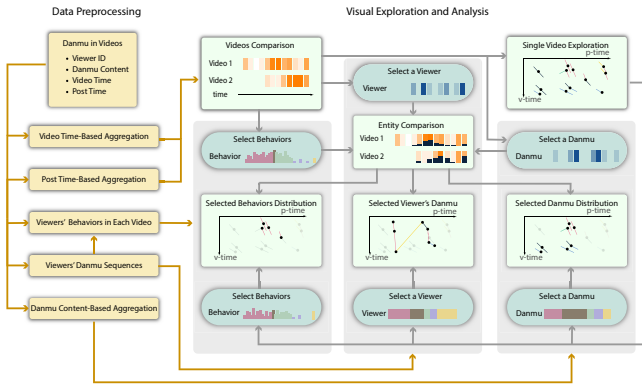 Data Preprocessing
Visual Exploration and Analysis
Danmu in Videos
• Viewer ID
• Danmu Content
• Video Time
• Post Time
Video Time-Based Aggregation
Post Time-Based Aggregation
Viewers' Behaviors in Each Video
Viewers' Danmu Sequences
Danmu Content-Based Aggregation
Videos Comparison
Video 1
Video 2
time
Select a Viewer
Viewer
Single Video Exploration
p-time
v-time
Select Behaviors
Behavior
Entity Comparison
Video 1
Video 2
Select a Danmu
Danmu
Selected Behaviors Distribution
p-time
v-time
Selected Viewer's Danmu
p-time
v-time
Selected Danmu Distribution
p-time
v-time
Select Behaviors
Behavior
Select a Viewer
Viewer
Select a Danmu
Danmu